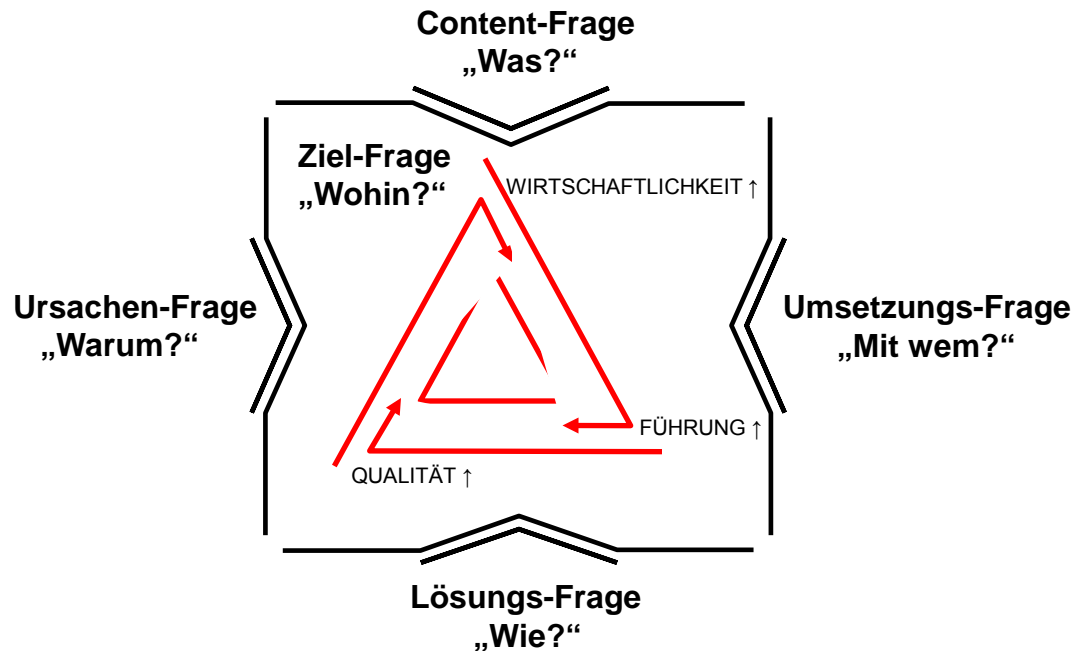 Content-Frage
„Was?“
Ziel-Frage
„Wohin?“
WIRTSCHAFTLICHKEIT ↑
Ursachen-Frage
„Warum?“
Umsetzungs-Frage
„Mit wem?“
FÜHRUNG ↑
QUALITÄT ↑
Lösungs-Frage
„Wie?“